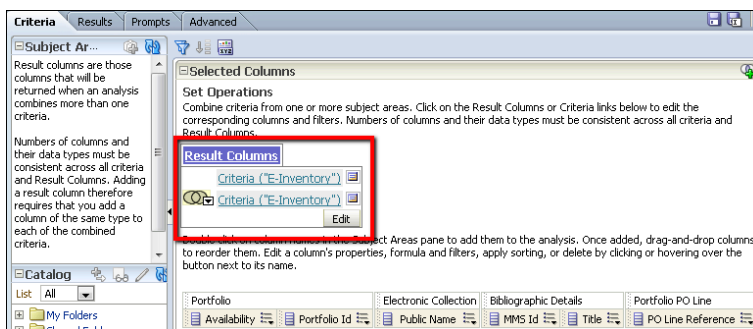 Criteria Results Prompts Advanced
Subject Ar...
Result columns are those
columns that will be
returned when an analysis
combines more than one
criteria.
Numbers of columns and
their data types must be
consistent across all criteria
and Result Columns. Adding
a result column therefore
requires that you add a
column of the same type to
each of the combined
criteria.
Catalog
List All
My Folders
Selected Columns
Set Operations
Combine criteria from one or more subject areas. Click on the Result Columns or Criteria links below to edit the
corresponding columns and filters. Numbers of columns and their data types must be consistent across all criteria and
Result Columns.
Result Columns
Criteria ("E-Inventory")
Criteria ("E-Inventory")
Edit
Double click on column names in the Subject Areas pane to add them to the analysis. Once added, drag-and-drop columns
to reorder them. Edit a column's properties, formula and filters, apply sorting, or delete by clicking or hovering over the
button next to its name.
Portfolio Electronic Collection Bibliographic Details Portfolio PO Line
Availability Portfolio Id Public Name MMS Id Title PO Line Reference